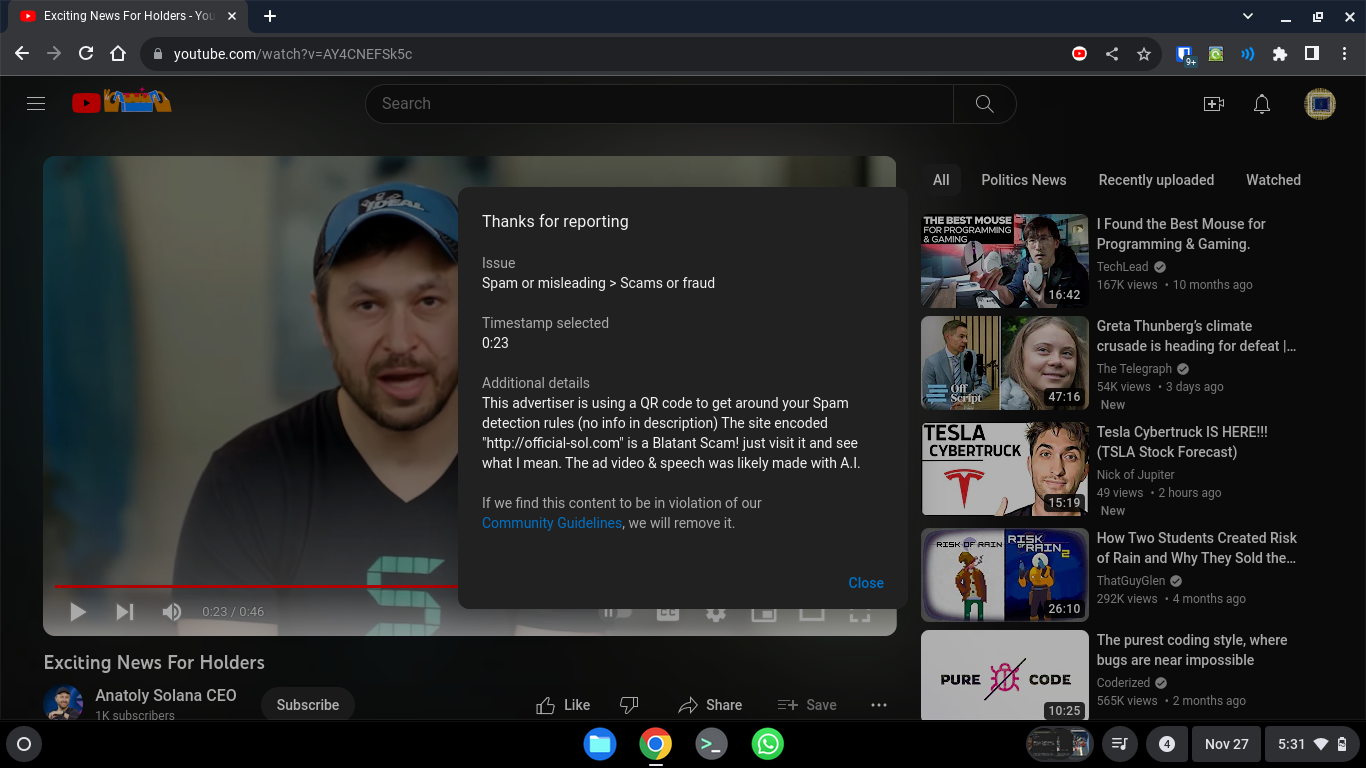 Exciting News For Holders - You
youtube.com/watch?v=AY4CNEFSk5c
9+
Search
All
Politics News
Recently uploaded
Watched
IDEAL
Thanks for reporting
Issue
Spam or misleading > Scams or fraud
Timestamp selected
0:23
Additional details
This advertiser is using a QR code to get around your Spam
detection rules (no info in description) The site encoded
"http://official-sol.com" is a Blatant Scam! just visit it and see
what I mean. The ad video & speech was likely made with A.I.
If we find this content to be in violation of our
Community Guidelines, we will remove it.
Close
0:23 / 0:46
Exciting News For Holders
Anatoly Solana CEO
1K subscribers
Subscribe
Like
Share
Save
THE BEST MOUSE
FOR PROGRAMMING
& GAMING
16:42
I Found the Best Mouse for
Programming & Gaming.
TechLead
167K views • 10 months ago
Off
Script
47:16
Greta Thunberg's climate
crusade is heading for defeat |...
The Telegraph
54K views • 3 days ago
New
TESLA
CYBERTRUCK
15:19
Tesla Cybertruck IS HERE!!!
(TSLA Stock Forecast)
Nick of Jupiter
49 views • 2 hours ago
New
RISK OF RAIN
RISK OF RAIN 2
26:10
How Two Students Created Risk
of Rain and Why They Sold the...
ThatGuyGlen
292K views • 4 months ago
PURE CODE
10:25
The purest coding style, where
bugs are near impossible
Coderized
565K views • 2 months ago
4
Nov 27
5:31